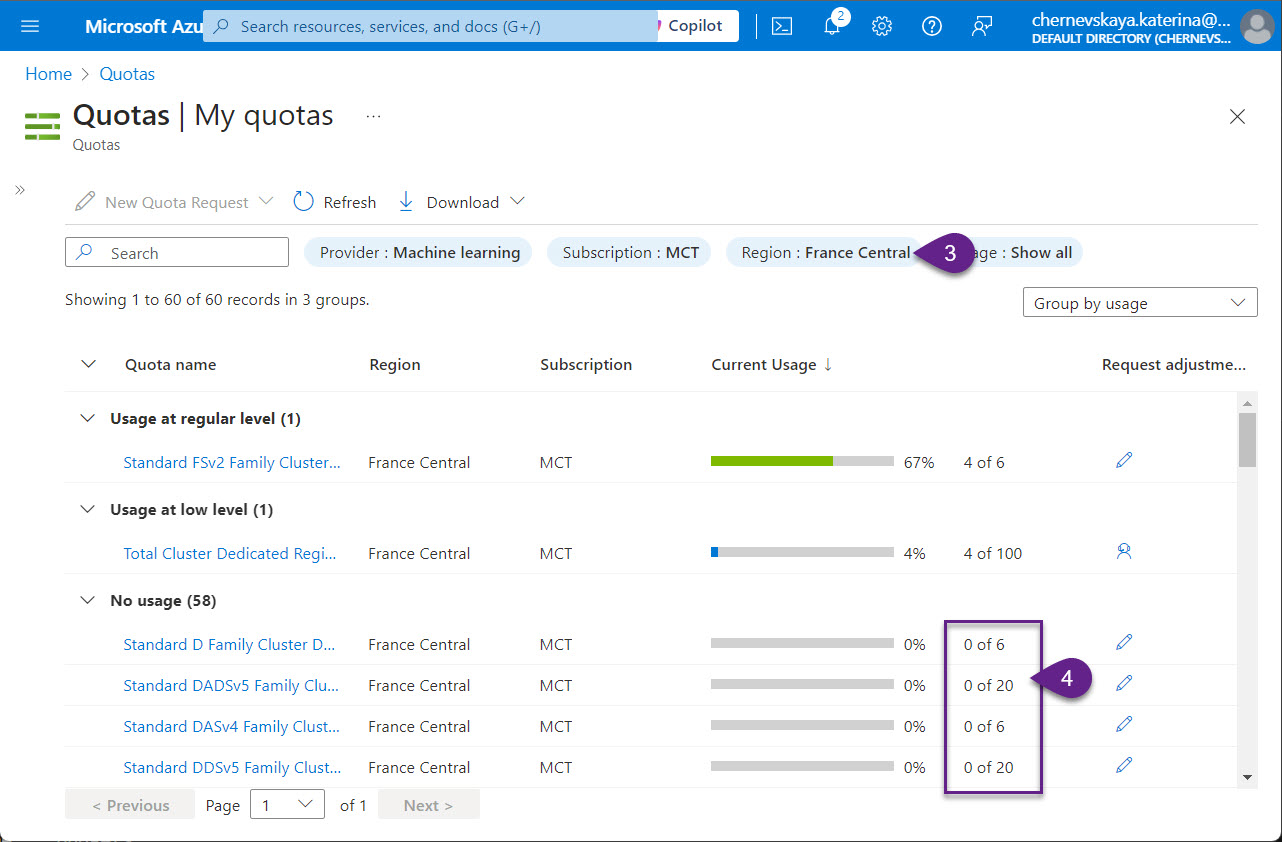 Microsoft Azu Search resources, services, and docs (G+/) Copilot 2 chernevskaya.katerina@...
DEFAULT DIRECTORY (CHERNEVS...
Home > Quotas
Quotas | My quotas ...
Quotas
New Quota Request Refresh Download
Search Provider : Machine learning Subscription : MCT Region : France Central 3 age : Show all
Showing 1 to 60 of 60 records in 3 groups.
Group by usage
Quota name Region Subscription Current Usage ↓ Request adjustme...
Usage at regular level (1)
Standard FSv2 Family Cluster... France Central MCT 67% 4 of 6
Usage at low level (1)
Total Cluster Dedicated Regi... France Central MCT 4% 4 of 100
No usage (58)
Standard D Family Cluster D... France Central MCT 0% 0 of 6
Standard DADSv5 Family Clu... France Central MCT 0% 0 of 20 4
Standard DASv4 Family Clust... France Central MCT 0% 0 of 6
Standard DDSv5 Family Clust... France Central MCT 0% 0 of 20
< Previous Page 1 of 1 Next >